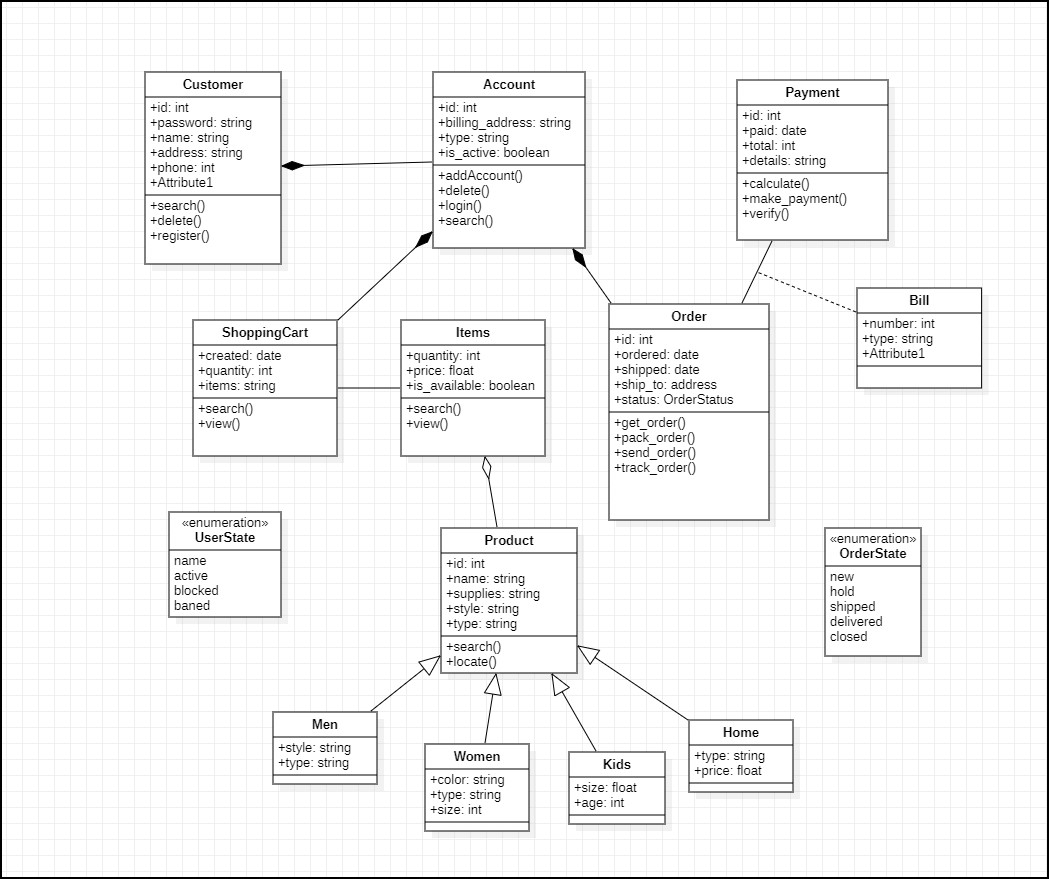 Customer
+id: int
+password: string
+name: string
+address: string
+phone: int
+Attribute1
+search()
+delete()
+register()
Account
+id: int
+billing_address: string
+type: string
+is_active: boolean
+addAccount()
+delete()
+login()
+search()
Payment
+id: int
+paid: date
+total: int
+details: string
+calculate()
+make_payment()
+verify()
Bill
+number: int
+type: string
+Attribute1
ShoppingCart
+created: date
+quantity: int
+items: string
+search()
+view()
Items
+quantity: int
+price: float
+is_available: boolean
+search()
+view()
Order
+id: int
+ordered: date
+shipped: date
+ship_to: address
+status: OrderStatus
+get_order()
+pack_order()
+send_order()
+track_order()
«enumeration»
UserState
name
active
blocked
baned
Product
+id: int
+name: string
+supplies: string
+style: string
+type: string
+search()
+locate()
«enumeration»
OrderState
new
hold
shipped
delivered
closed
Men
+style: string
+type: string
Women
+color: string
+type: string
+size: int
Kids
+size: float
+age: int
Home
+type: string
+price: float